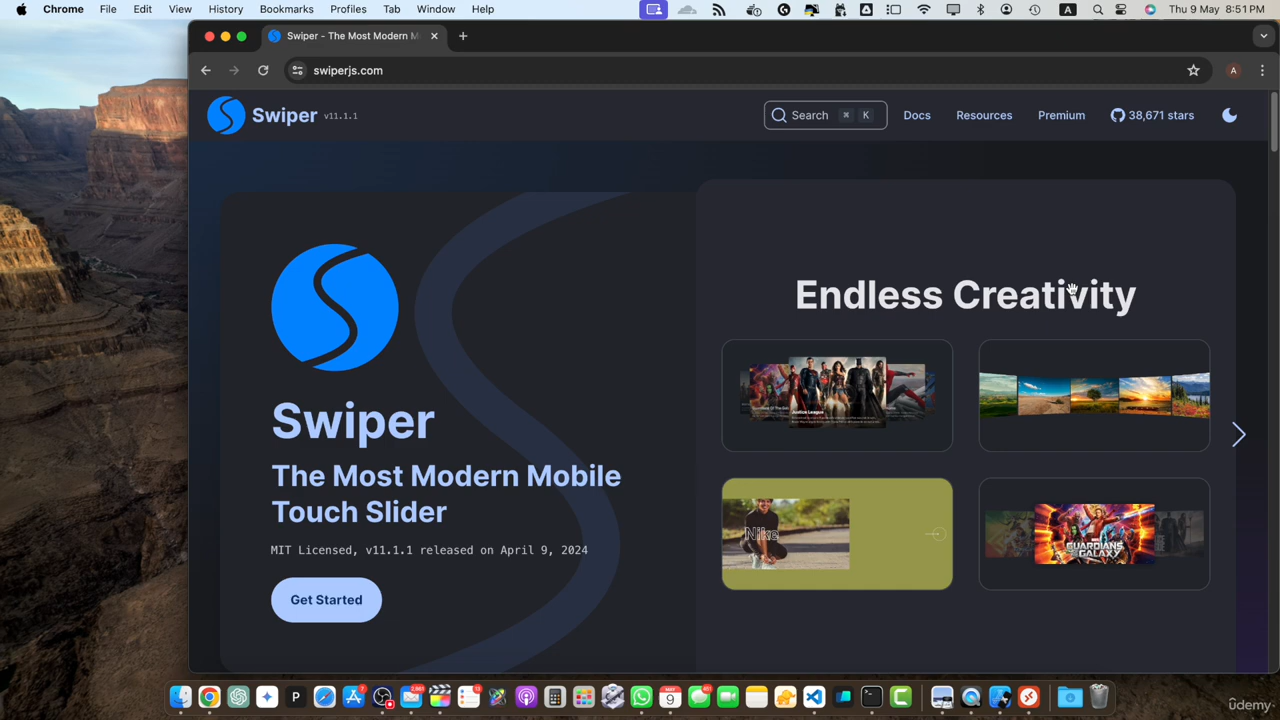 Chrome File Edit View History Bookmarks Profiles Tab Window Help
A
Thu 9 May 8:51 PM
Swiper - The Most Modern M
swiperjs.com
A
Swiper v11.1.1
Search ⌘ K
Docs
Resources
Premium
38,671 stars
Endless Creativity
Justice League
Nike
GUARDIANS
GALAXY
Swiper
The Most Modern Mobile
Touch Slider
MIT Licensed, v11.1.1 released on April 9, 2024
Get Started
P
MAY
9
ûdemy